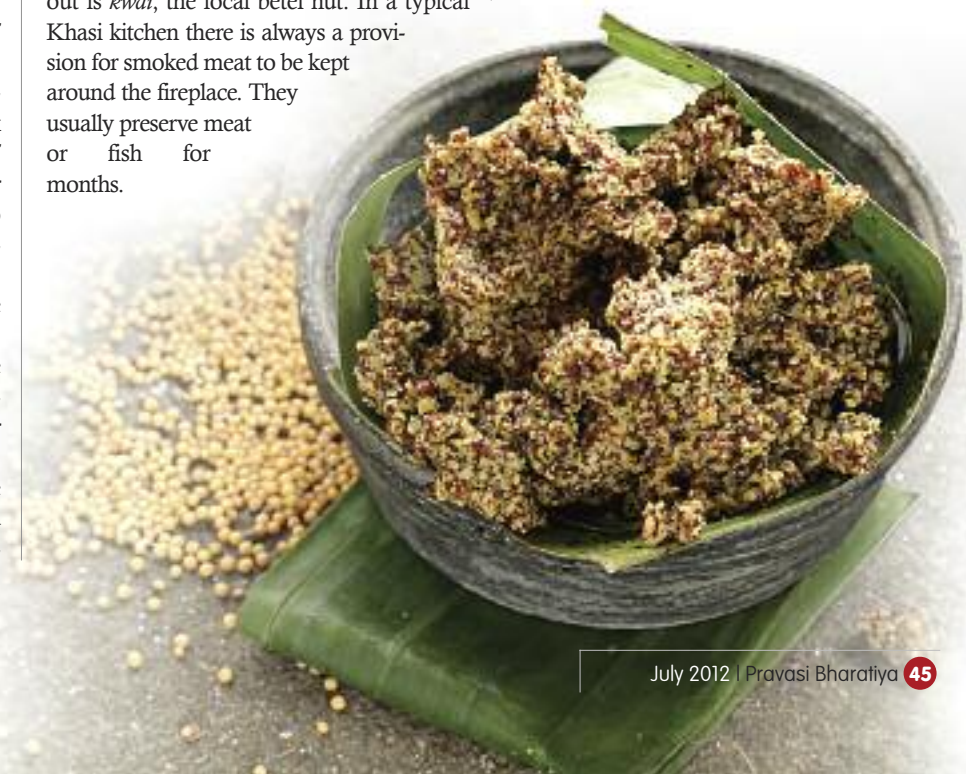 out is kwai, the local betel nut. In a typical
Khasi kitchen there is always a provi-
sion for smoked meat to be kept
around the fireplace. They
usually preserve meat
or fish for
months.
July 2012 | Pravasi Bharatiya 45